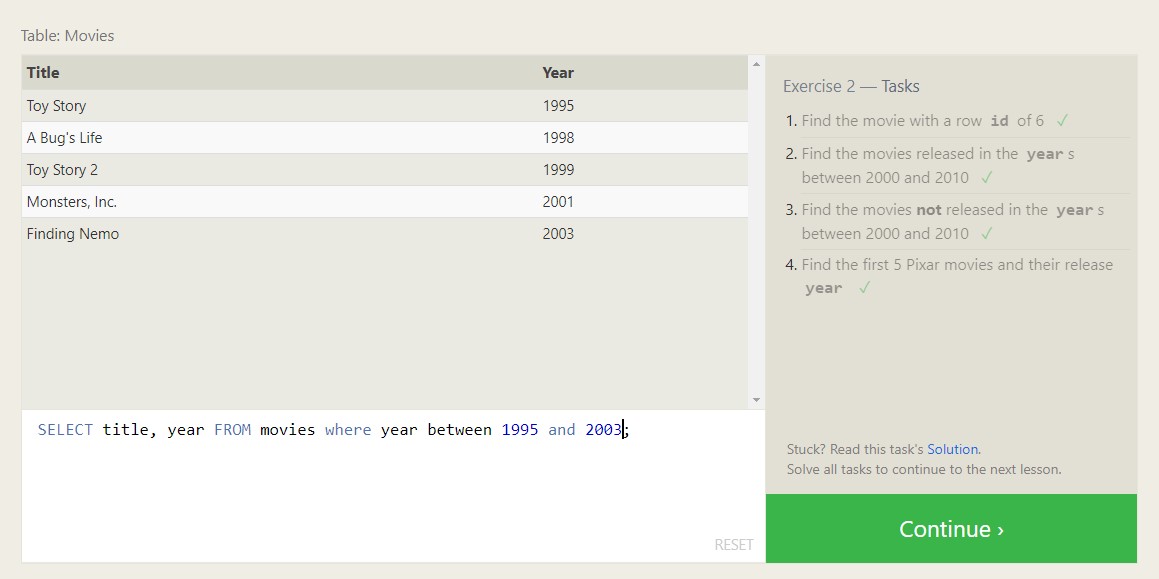 Table: Movies
Title Year
Toy Story 1995
A Bug's Life 1998
Toy Story 2 1999
Monsters, Inc. 2001
Finding Nemo 2003
SELECT title, year FROM movies where year between 1995 and 2003;
RESET
Exercise 2 — Tasks
1. Find the movie with a row id of 6 ✓
2. Find the movies released in the year s
between 2000 and 2010 ✓
3. Find the movies not released in the year s
between 2000 and 2010 ✓
4. Find the first 5 Pixar movies and their release
year ✓
Stuck? Read this task's Solution.
Solve all tasks to continue to the next lesson.
Continue ›